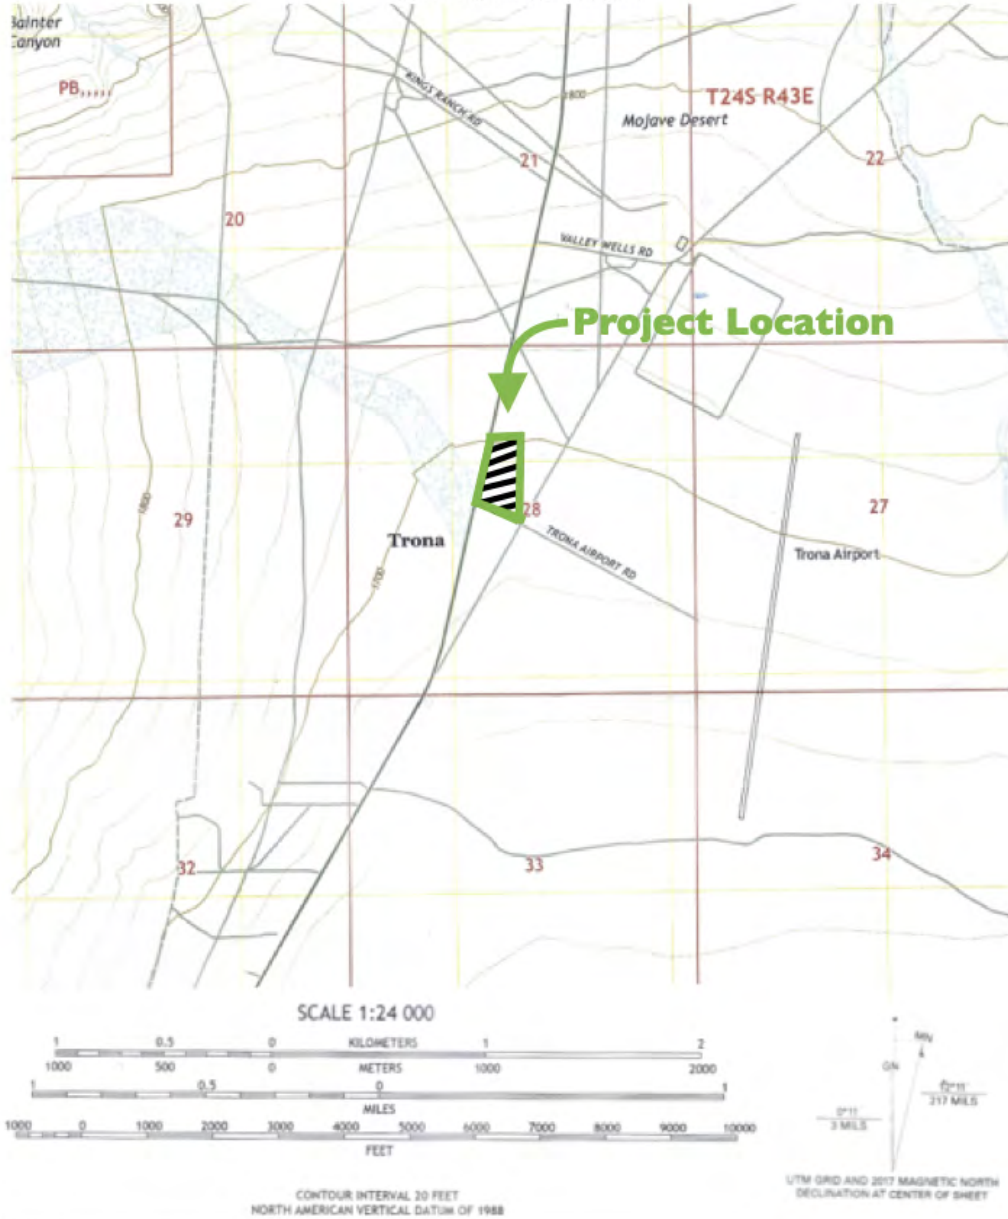 Bainter
Canyon
PB
KINGS RANCH RD
1800
T24S R43E
Mojave Desert
21
22
20
VALLEY WELLS RD
Project Location
1800
29
28
27
Trona
TRONA AIRPORT RD
Trona Airport
1700
32
33
34
SCALE 1:24 000
1 0.5 0 KILOMETERS 1 2
1000 500 0 METERS 1000 2000
1 0.5 0 1
MILES
1000 0 1000 2000 3000 4000 5000 6000 7000 8000 9000 10000
FEET
CONTOUR INTERVAL 20 FEET
NORTH AMERICAN VERTICAL DATUM OF 1988
MN
GN
217 MILS
0°11'
3 MILS
UTM GRID AND 2017 MAGNETIC NORTH
DECLINATION AT CENTER OF SHEET